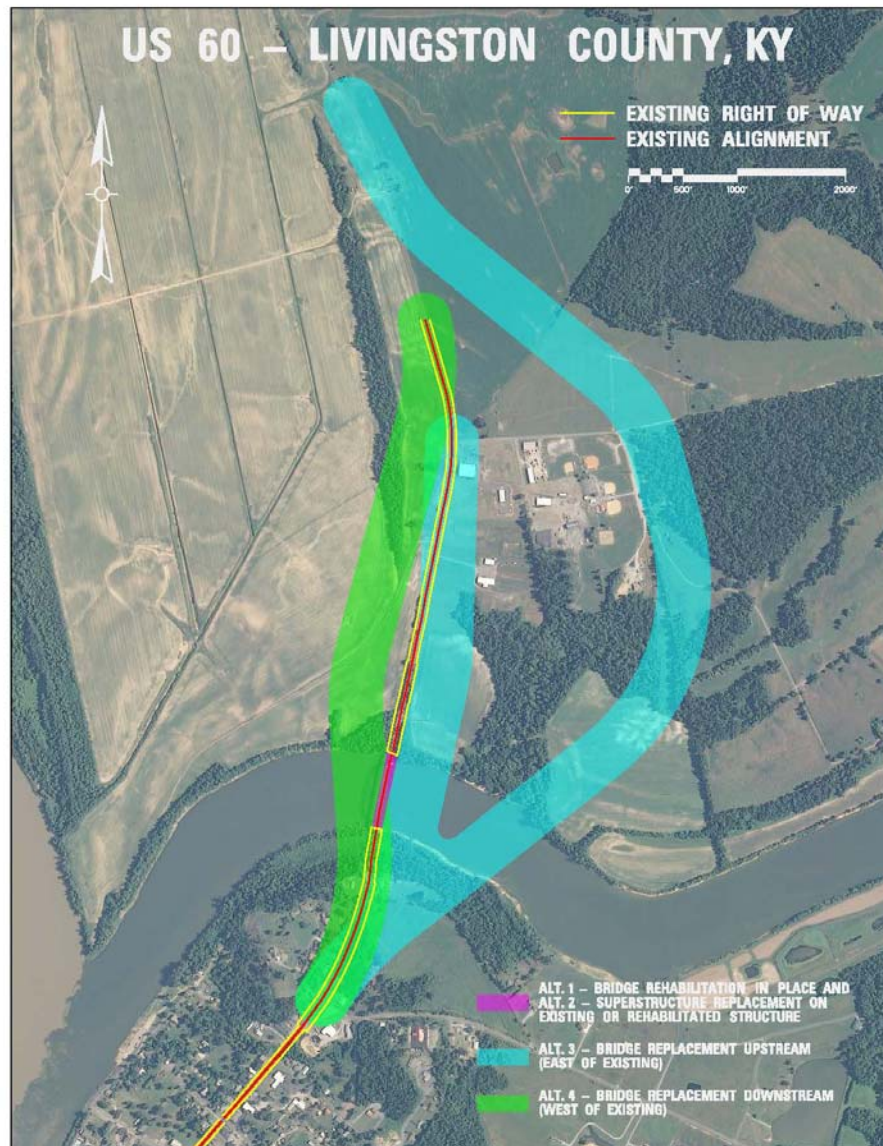 US 60 – LIVINGSTON COUNTY, KY
EXISTING RIGHT OF WAY
EXISTING ALIGNMENT
0' 500' 1000' 2000'
ALT. 1 – BRIDGE REHABILITATION IN PLACE AND
ALT. 2 – SUPERSTRUCTURE REPLACEMENT ON
EXISTING OR REHABILITATED STRUCTURE
ALT. 3 – BRIDGE REPLACEMENT UPSTREAM
(EAST OF EXISTING)
ALT. 4 – BRIDGE REPLACEMENT DOWNSTREAM
(WEST OF EXISTING)